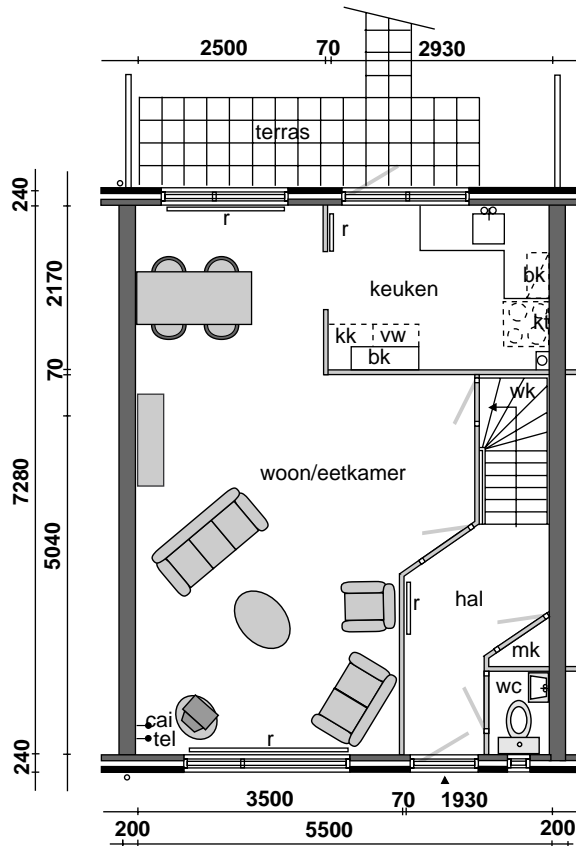 2500 70 2930
terras
240
r
r
2170
bk
keuken
kt
kk vw
bk
70
wk
woon/eetkamer
7280
5040
r
hal
mk
wc
cai
tel
r
240
3500 70 1930
200 5500 200